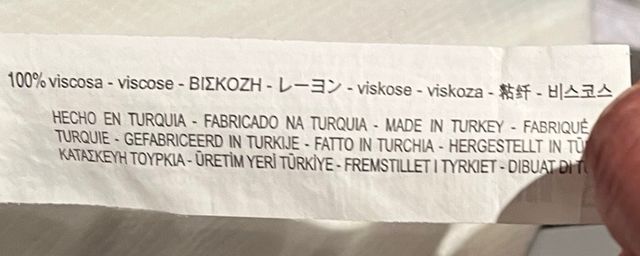 100% viscosa - viscose - ΒΙΣΚΟΖΗ - レーヨン - viskose - viskoza - 粘纤 - 비스코스
HECHO EN TURQUIA - FABRICADO NA TURQUIA - MADE IN TURKEY - FABRIQUÉ
TURQUIE - GEFABRICEERD IN TURKIJE - FATTO IN TURCHIA - HERGESTELLT IN
ΚΑΤΑΣΚΕΥΗ ΤΟΥΡΚΙΑ - ÜRETİM YERİ TÜRKİYE - FREMSTILLET I TYRKIET - DIBUAT DI